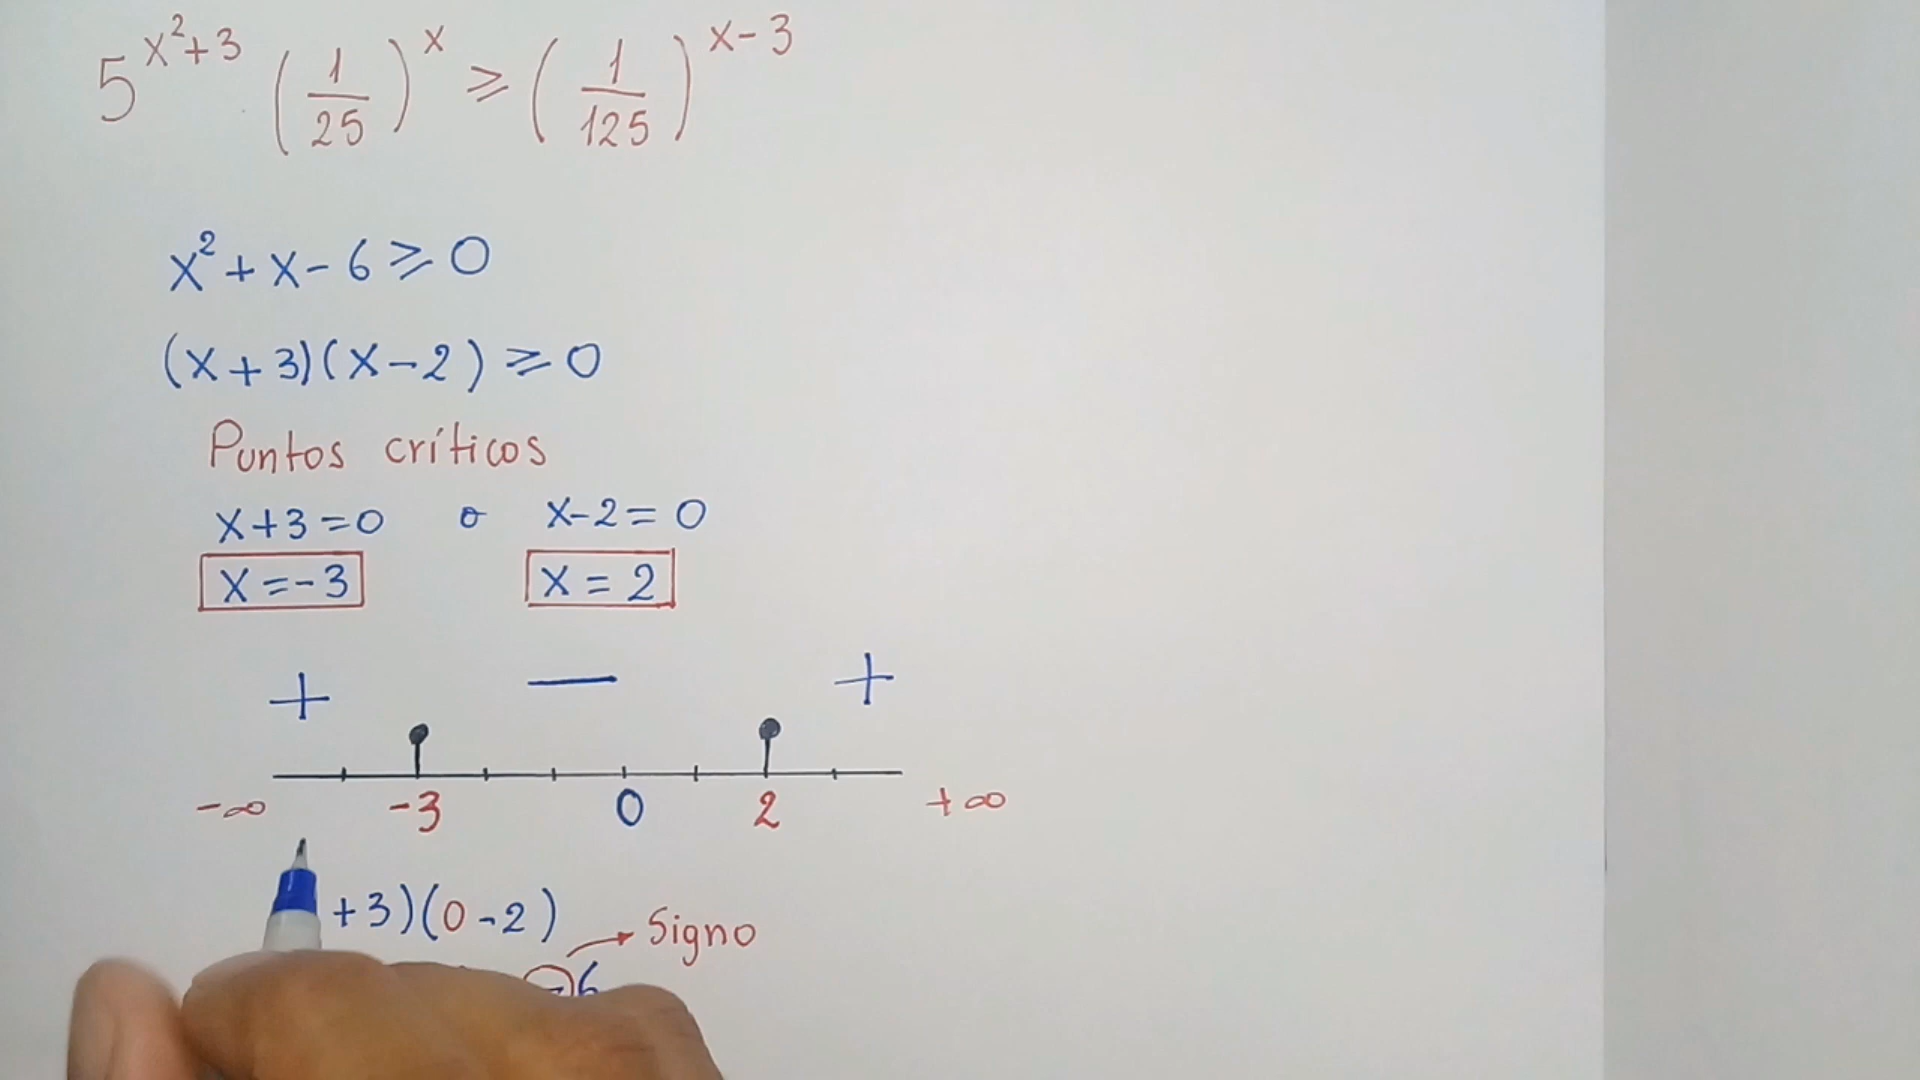 5^{x²+3} (1/25)^x ≥ (1/125)^{x-3}
x² + x - 6 ≥ 0
(x + 3)(x - 2) ≥ 0
Puntos críticos
x + 3 = 0 o x - 2 = 0
x = -3 x = 2
+ — +
-∞ -3 0 2 +∞
+3)(0 - 2)
Signo
-6